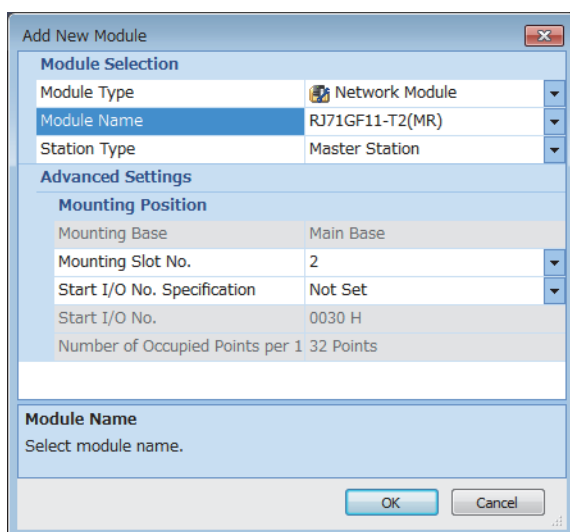 Add New Module
Module Selection
Module Type Network Module
Module Name RJ71GF11-T2(MR)
Station Type Master Station
Advanced Settings
Mounting Position
Mounting Base Main Base
Mounting Slot No. 2
Start I/O No. Specification Not Set
Start I/O No. 0030 H
Number of Occupied Points per 1 32 Points
Module Name
Select module name.
OK Cancel